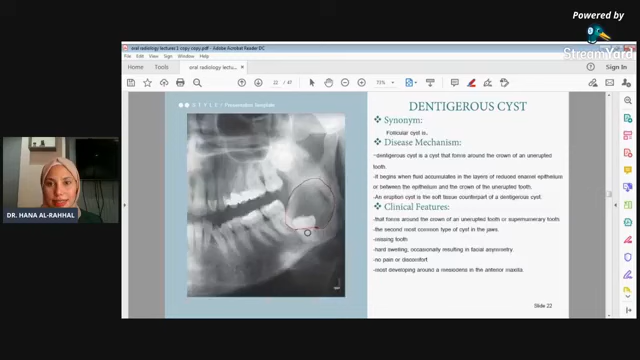 Powered by
StreamYard
oral radiology lecture 1 copy copy.pdf - Adobe Acrobat Reader DC
File Edit View Sign Window Help
Home Tools oral radiology lectur... Sign In
22 / 47
73%
STYLE / Presentation Template
DENTIGEROUS CYST
Synonym:
Follicular cyst is.
Disease Mechanism:
-dentigerous cyst is a cyst that forms around the crown of an unerupted
tooth.
-It begins when fluid accumulates in the layers of reduced enamel epithelium
or between the epithelium and the crown of the unerupted tooth.
-An eruption cyst is the soft tissue counterpart of a dentigerous cyst.
Clinical Features:
-that forms around the crown of an unerupted or supernumerary tooth
-the second most common type of cyst in the jaws.
-missing tooth
-hard swelling, occasionally resulting in facial asymmetry
-no pain or discomfort
-most developing around a mesiodens in the anterior maxilla.
Slide 22
DR. HANA AL-RAHHAL